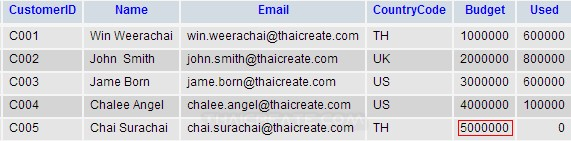 CustomerID Name Email CountryCode Budget Used
C001 Win Weerachai win.weerachai@thaicreate.com TH 1000000 600000
C002 John Smith john.smith@thaicreate.com UK 2000000 800000
C003 Jame Born jame.born@thaicreate.com US 3000000 600000
C004 Chalee Angel chalee.angel@thaicreate.com US 4000000 100000
C005 Chai Surachai chai.surachai@thaicreate.com TH 5000000 0